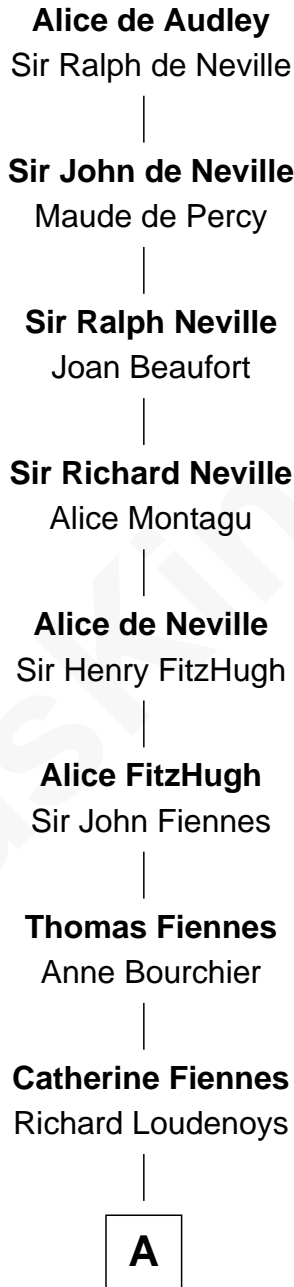 Alice de Audley
Sir Ralph de Neville
Sir John de Neville
Maude de Percy
Sir Ralph Neville
Joan Beaufort
Sir Richard Neville
Alice Montagu
Alice de Neville
Sir Henry FitzHugh
Alice FitzHugh
Sir John Fiennes
Thomas Fiennes
Anne Bourchier
Catherine Fiennes
Richard Loudenoys
A